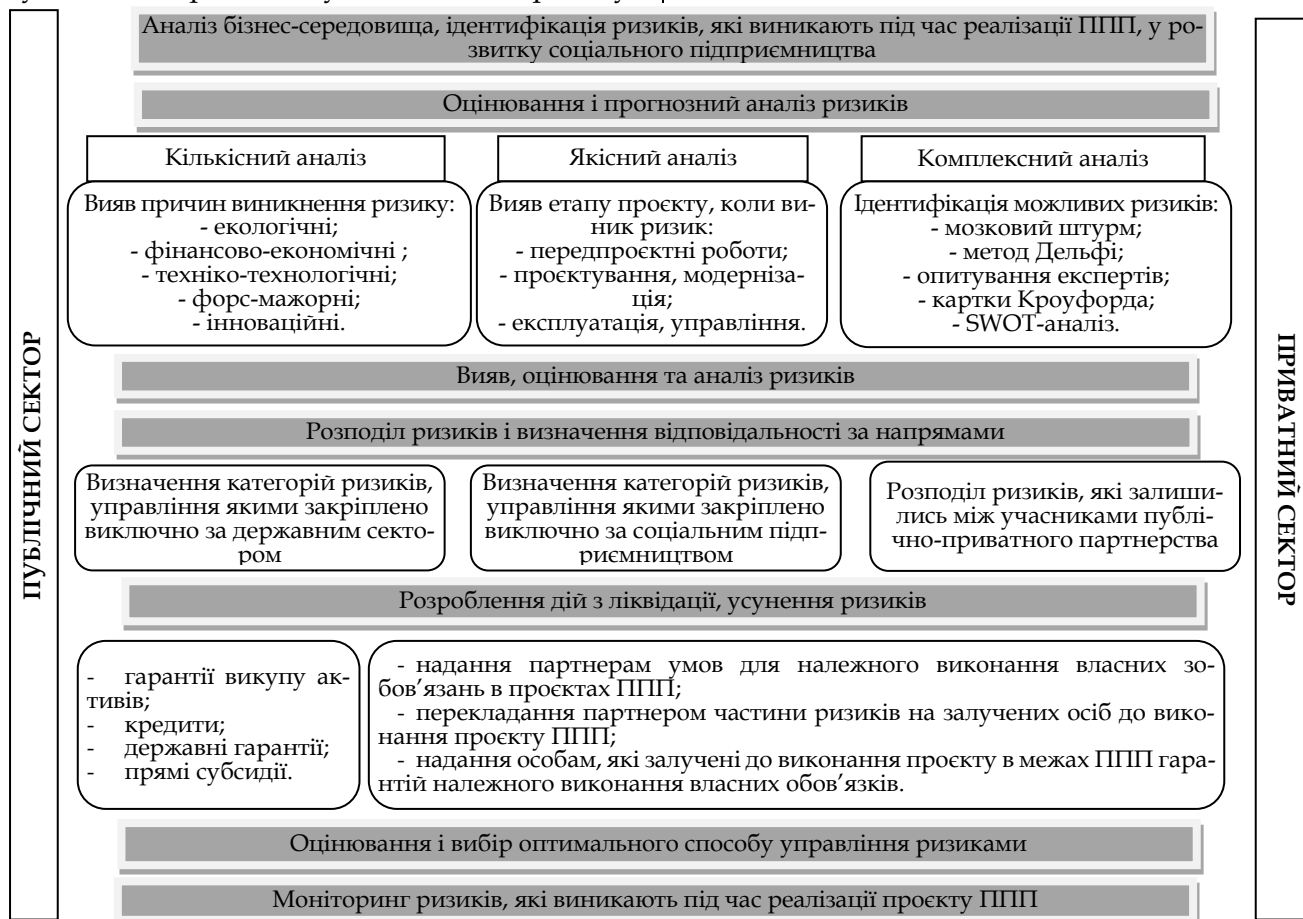 Аналіз бізнес-середовища, ідентифікація ризиків, які виникають під час реалізації ППП, у ро-
звитку соціального підприємництва
Оцінювання і прогнозний аналіз ризиків
Кількісний аналіз
Вияв причин виникнення ризику:
- екологічні;
- фінансово-економічні ;
- техніко-технологічні;
- форс-мажорні;
- інноваційні.
Якісний аналіз
Вияв етапу проєкту, коли ви-
ник ризик:
- передпроєктні роботи;
- проєктування, модерніза-
ція;
- експлуатація, управління.
Комплексний аналіз
Ідентифікація можливих ризиків:
- мозковий штурм;
- метод Дельфі;
- опитування експертів;
- картки Кроуфорда;
- SWOT-аналіз.
ПУБЛІЧНИЙ СЕКТОР
ПРИВАТНИЙ СЕКТОР
Вияв, оцінювання та аналіз ризиків
Розподіл ризиків і визначення відповідальності за напрямами
Визначення категорій ризиків,
управління якими закріплено
виключно за державним секто-
ром
Визначення категорій ризиків,
управління якими закріплено
виключно за соціальним підп-
риємництвом
Розподіл ризиків, які залиши-
лись між учасниками публі-
чно-приватного партнерства
Розроблення дій з ліквідації, усунення ризиків
- гарантії викупу ак-
тивів;
- кредити;
- державні гарантії;
- прямі субсидії.
- надання партнерам умов для належного виконання власних зо-
бов’язань в проєктах ППП;
- перекладання партнером частини ризиків на залучених осіб до вико-
нання проєкту ППП;
- надання особам, які залучені до виконання проєкту в межах ППП гара-
нтій належного виконання власних обов’язків.
Оцінювання і вибір оптимального способу управління ризиками
Моніторинг ризиків, які виникають під час реалізації проєкту ППП